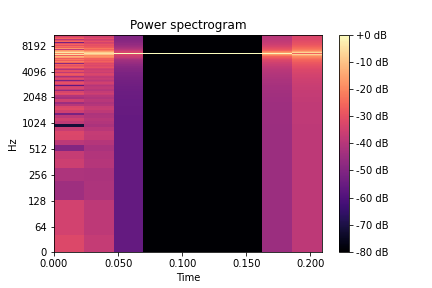 Power spectrogram
+0 dB
8192
-10 dB
4096
-20 dB
2048
-30 dB
1024
-40 dB
Hz
512
-50 dB
256
-60 dB
128
-70 dB
64
0
-80 dB
0.000
0.050
0.100
0.150
0.200
Time